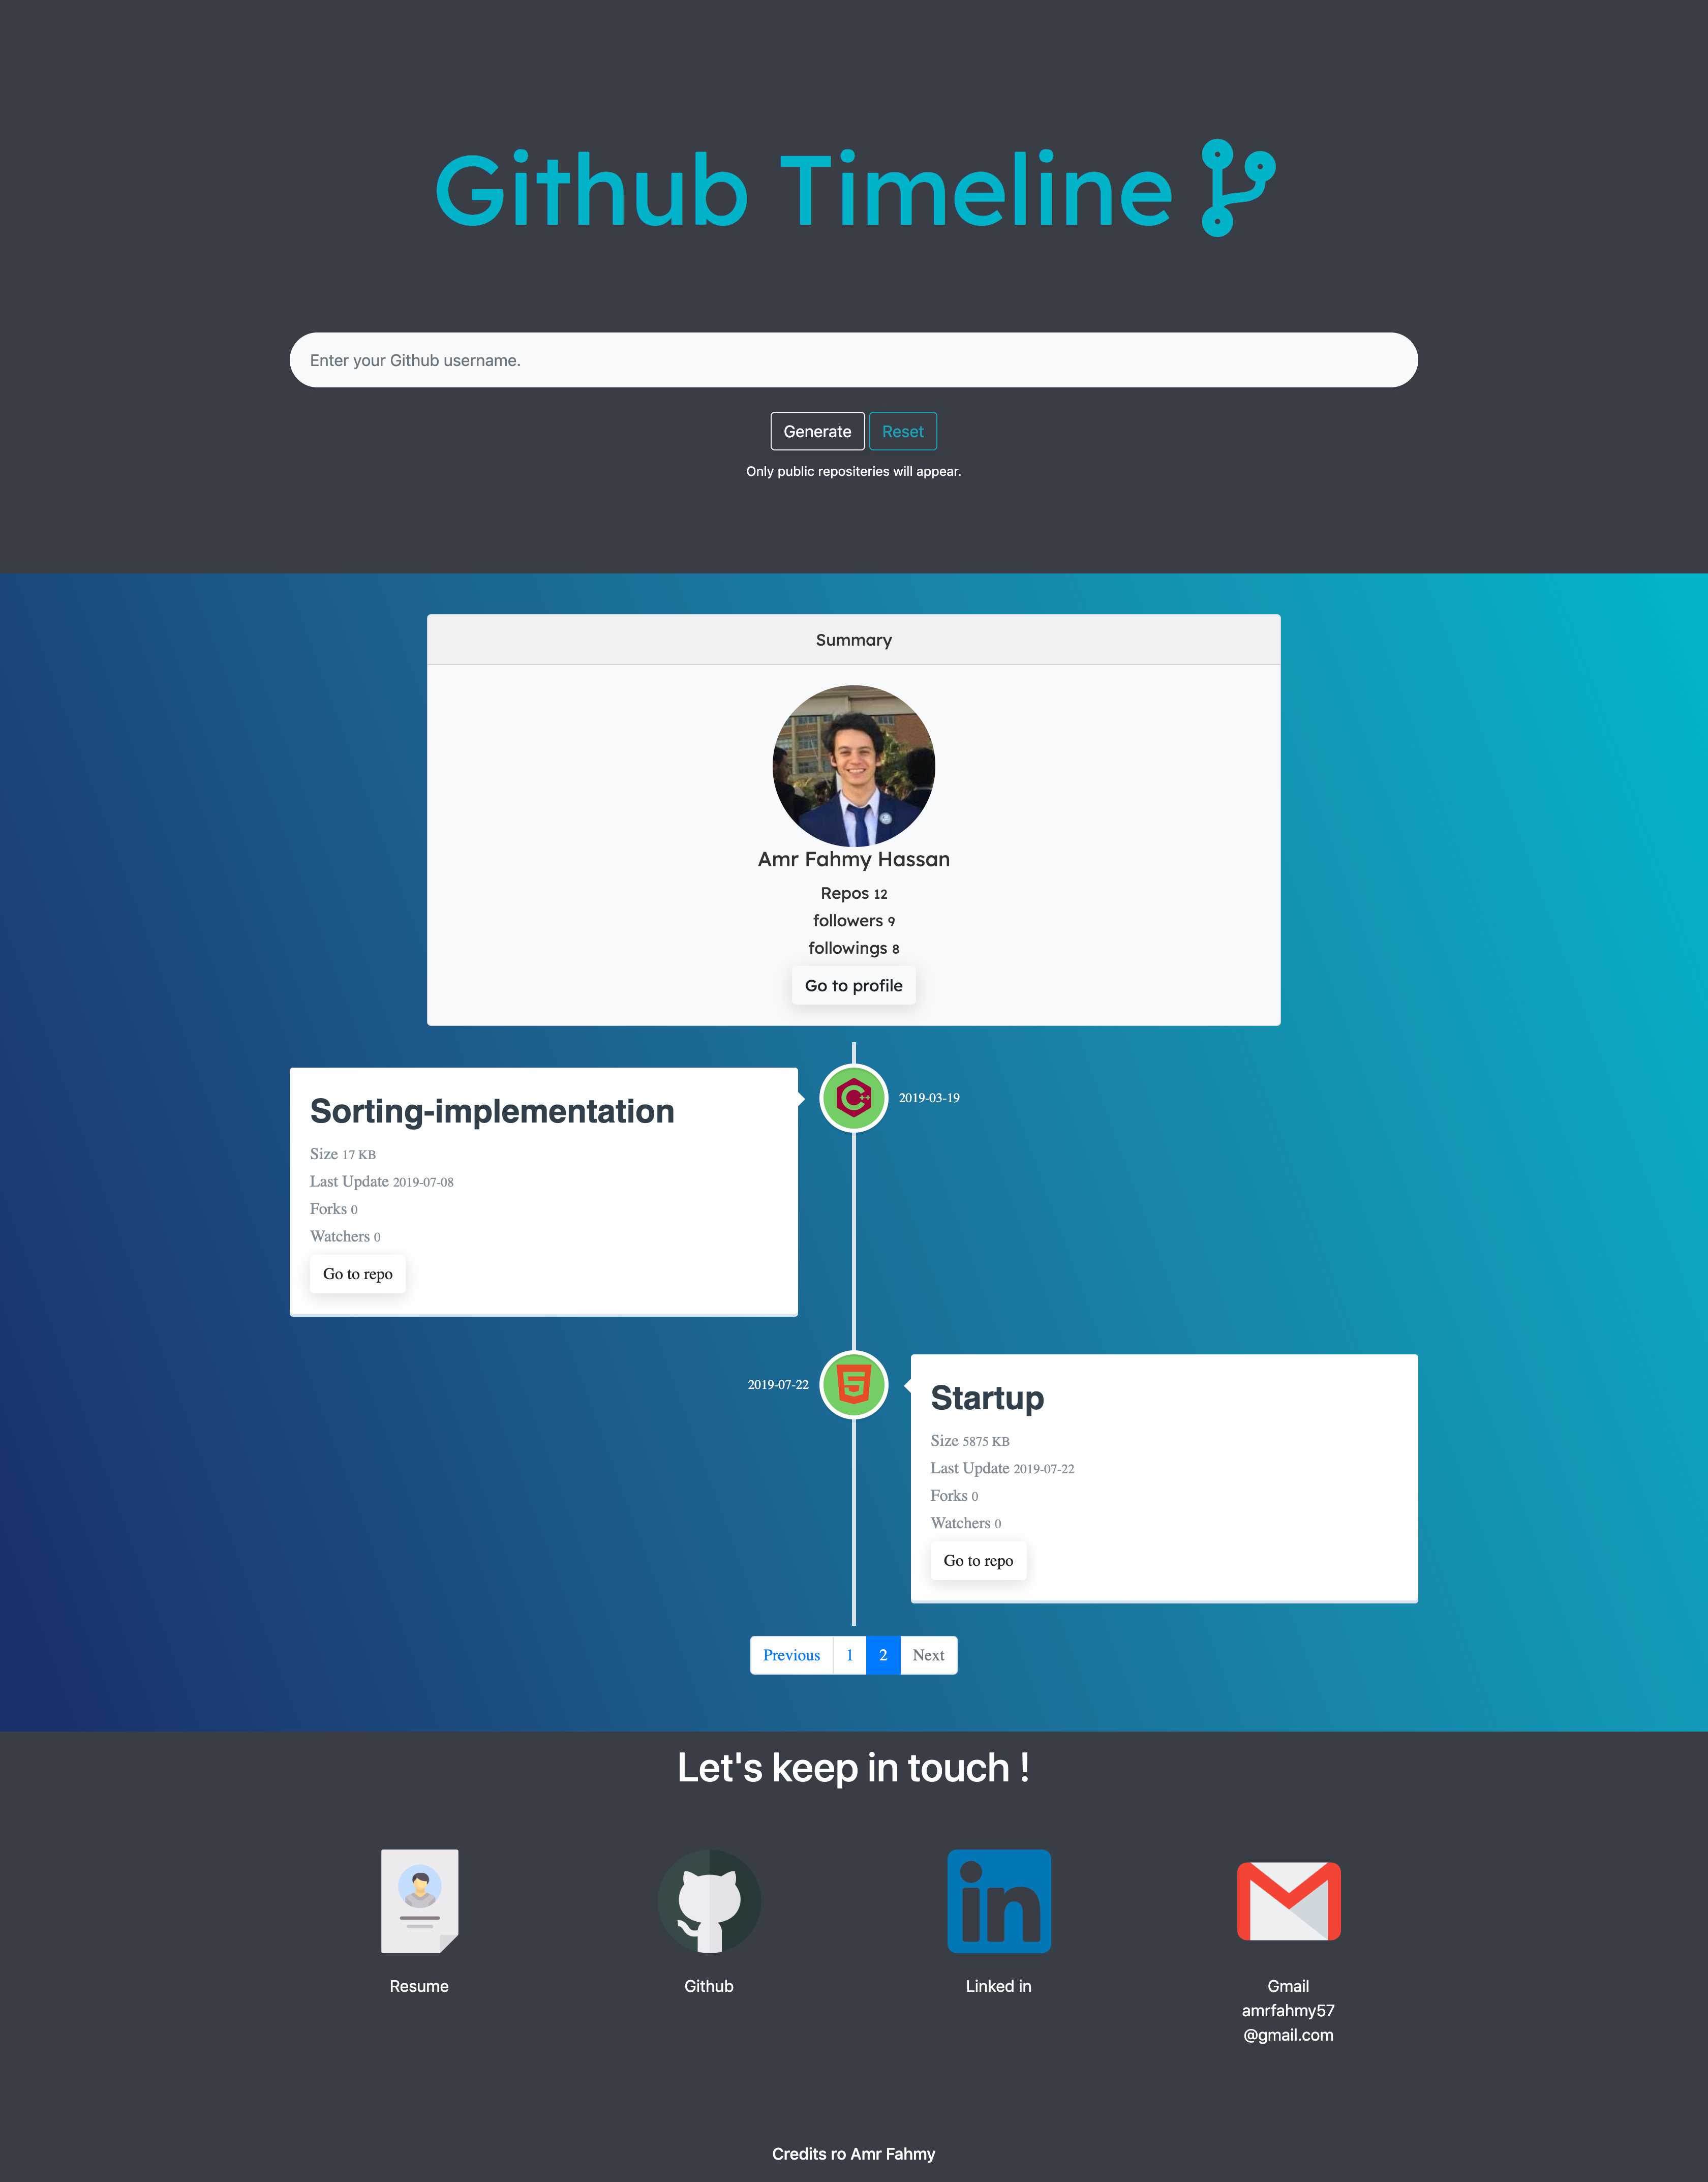 Github Timeline
Enter your Github username.
Generate Reset
Only public repositeries will appear.
Summary
Amr Fahmy Hassan
Repos 12
followers 9
followings 8
Go to profile
C++
2019-03-19
Sorting-implementation
Size 17 KB
Last Update 2019-07-08
Forks 0
Watchers 0
Go to repo
2019-07-22
5
Startup
Size 5875 KB
Last Update 2019-07-22
Forks 0
Watchers 0
Go to repo
Previous 1 2 Next
Let's keep in touch !
in
Resume
Github
Linked in
Gmail
amrfahmy57
@gmail.com
Credits ro Amr Fahmy